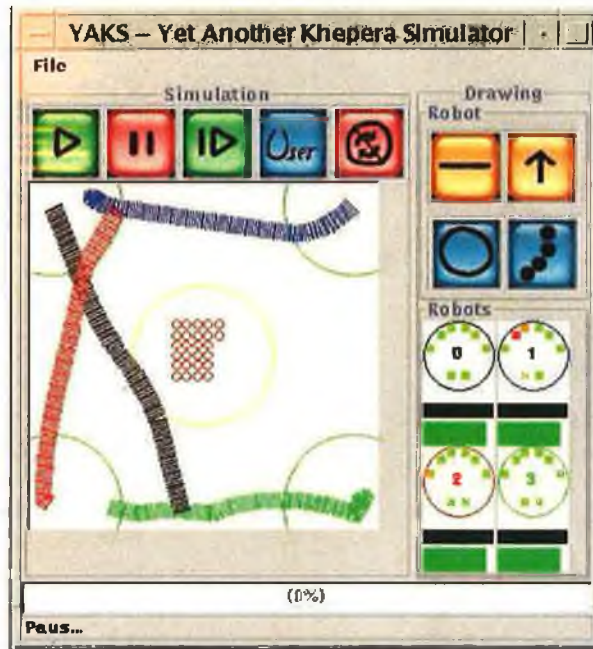 YAKS – Yet Another Khepera Simulator
File
Simulation
Drawing
Robot
User
Robots
0
1
2
3
(0%)
Paus...